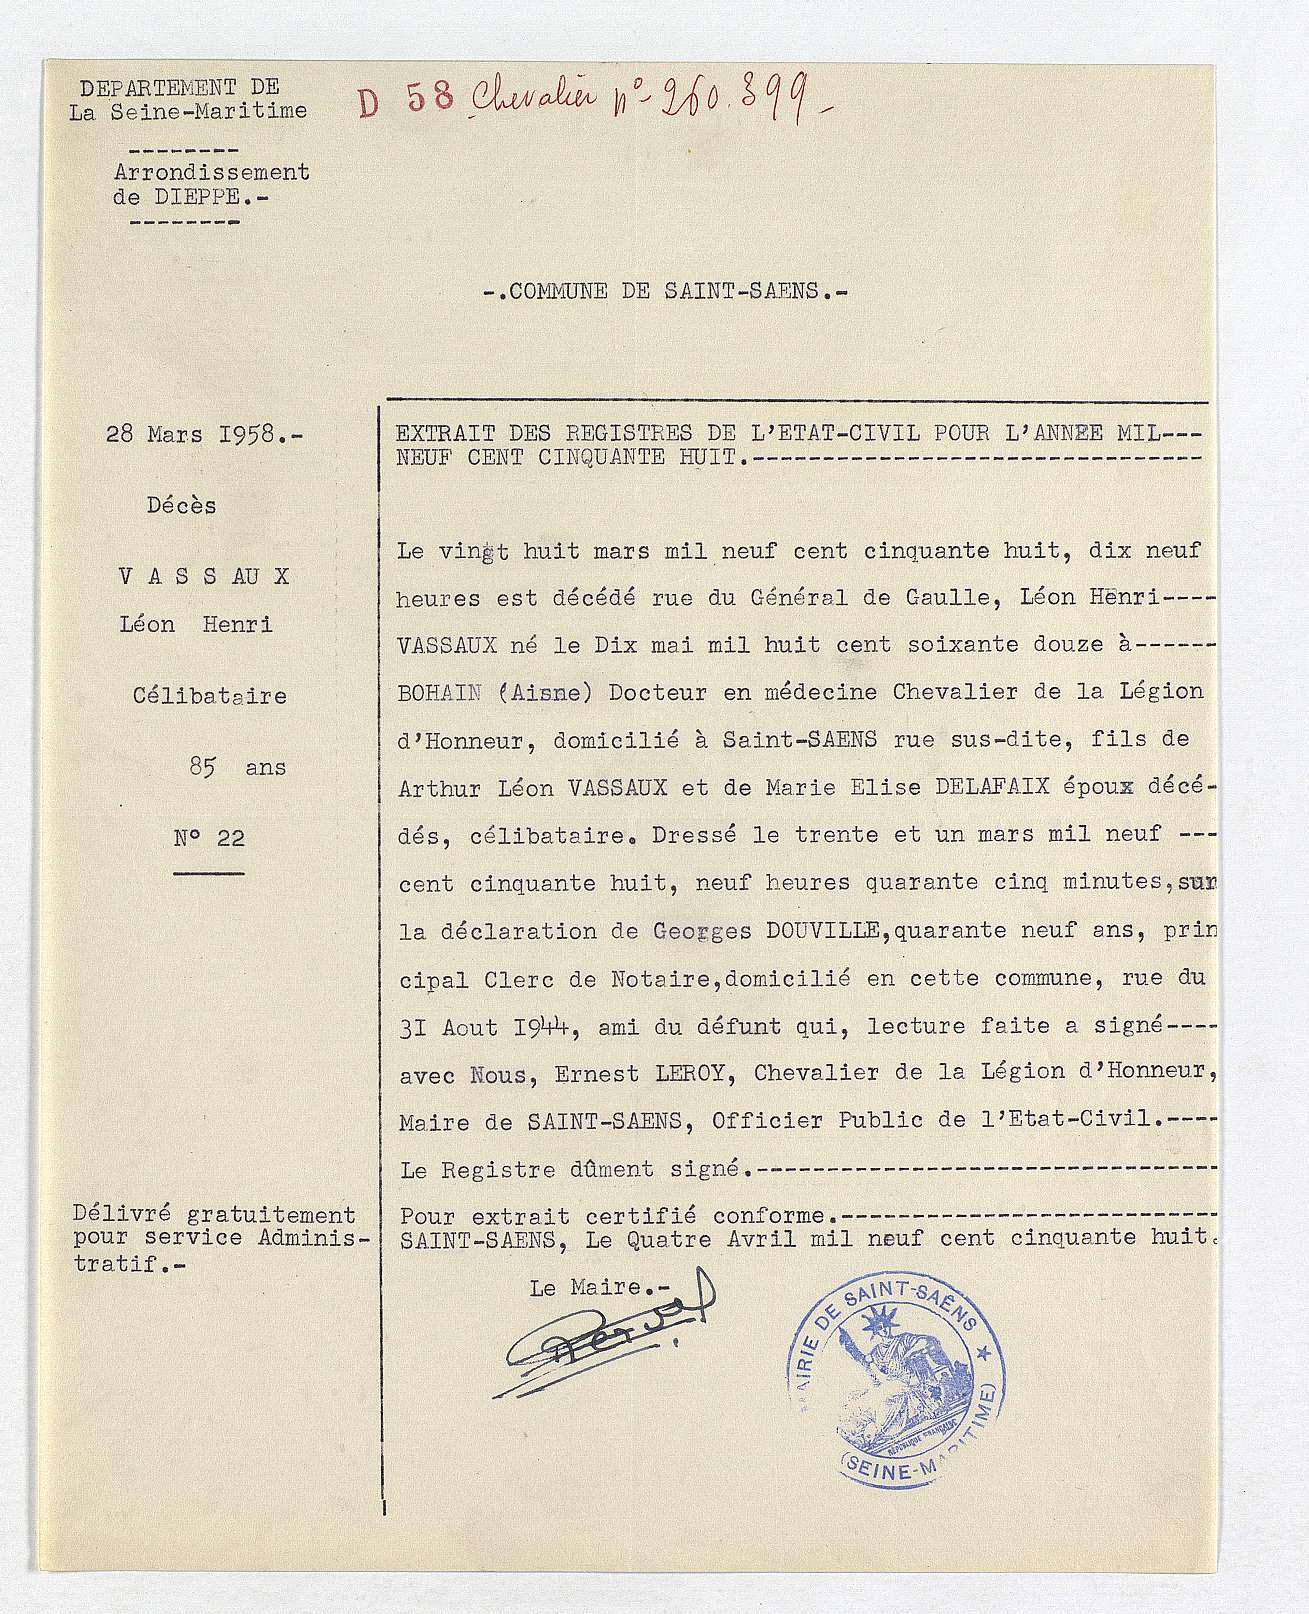 DEPARTEMENT DE
La Seine-Maritime
--------
Arrondissement
de DIEPPE.-
--------
D 58 Chevalier nº 260.399-
-.COMMUNE DE SAINT-SAENS.-
28 Mars I958.-
Décès
V A S S AU X
Léon Henri
Célibataire
85 ans
N° 22
Délivré gratuitement
pour service Adminis-
tratif.-
EXTRAIT DES REGISTRES DE L'ETAT-CIVIL POUR L'ANNEE MIL---
NEUF CENT CINQUANTE HUIT.--------------------------------
Le vingt huit mars mil neuf cent cinquante huit, dix neuf
heures est décédé rue du Général de Gaulle, Léon Henri----
VASSAUX né le Dix mai mil huit cent soixante douze à------
BOHAIN (Aisne) Docteur en médecine Chevalier de la Légion
d'Honneur, domicilié à Saint-SAENS rue sus-dite, fils de
Arthur Léon VASSAUX et de Marie Elise DELAFAIX époux décé-
dés, célibataire. Dressé le trente et un mars mil neuf ---
cent cinquante huit, neuf heures quarante cinq minutes,sur
la déclaration de Georges DOUVILLE,quarante neuf ans, prin
cipal Clerc de Notaire,domicilié en cette commune, rue du
3I Aout I944, ami du défunt qui, lecture faite a signé----
avec Nous, Ernest LEROY, Chevalier de la Légion d'Honneur,
Maire de SAINT-SAENS, Officier Public de l'Etat-Civil.----
Le Registre dûment signé.---------------------------------
Pour extrait certifié conforme.---------------------------
SAINT-SAENS, Le Quatre Avril mil neuf cent cinquante huit.
Le Maire.-
MAIRIE DE SAINT-SAËNS
RÉPUBLIQUE FRANÇAISE
(SEINE-MARITIME)